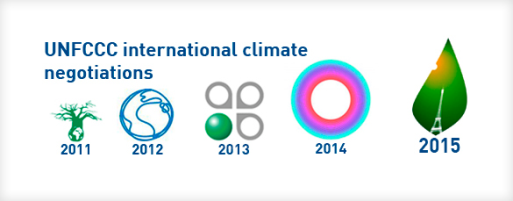 UNFCCC international climate
negotiations
2011 2012 2013 2014 2015